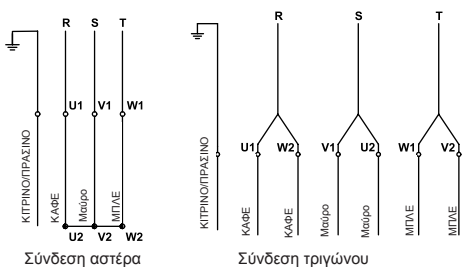 R S T
U1 V1 W1
ΚΙΤΡΙΝΟ/ΠΡΑΣΙΝΟ
ΚΑΦΕ
Μαύρο
ΜΠΛΕ
U2 V2 W2
Σύνδεση αστέρα
R S T
U1 W2 V1 U2 W1 V2
ΚΙΤΡΙΝΟ/ΠΡΑΣΙΝΟ
ΚΑΦΕ
ΚΑΦΕ
Μαύρο
Μαύρο
ΜΠΛΕ
ΜΠΛΕ
Σύνδεση τριγώνου